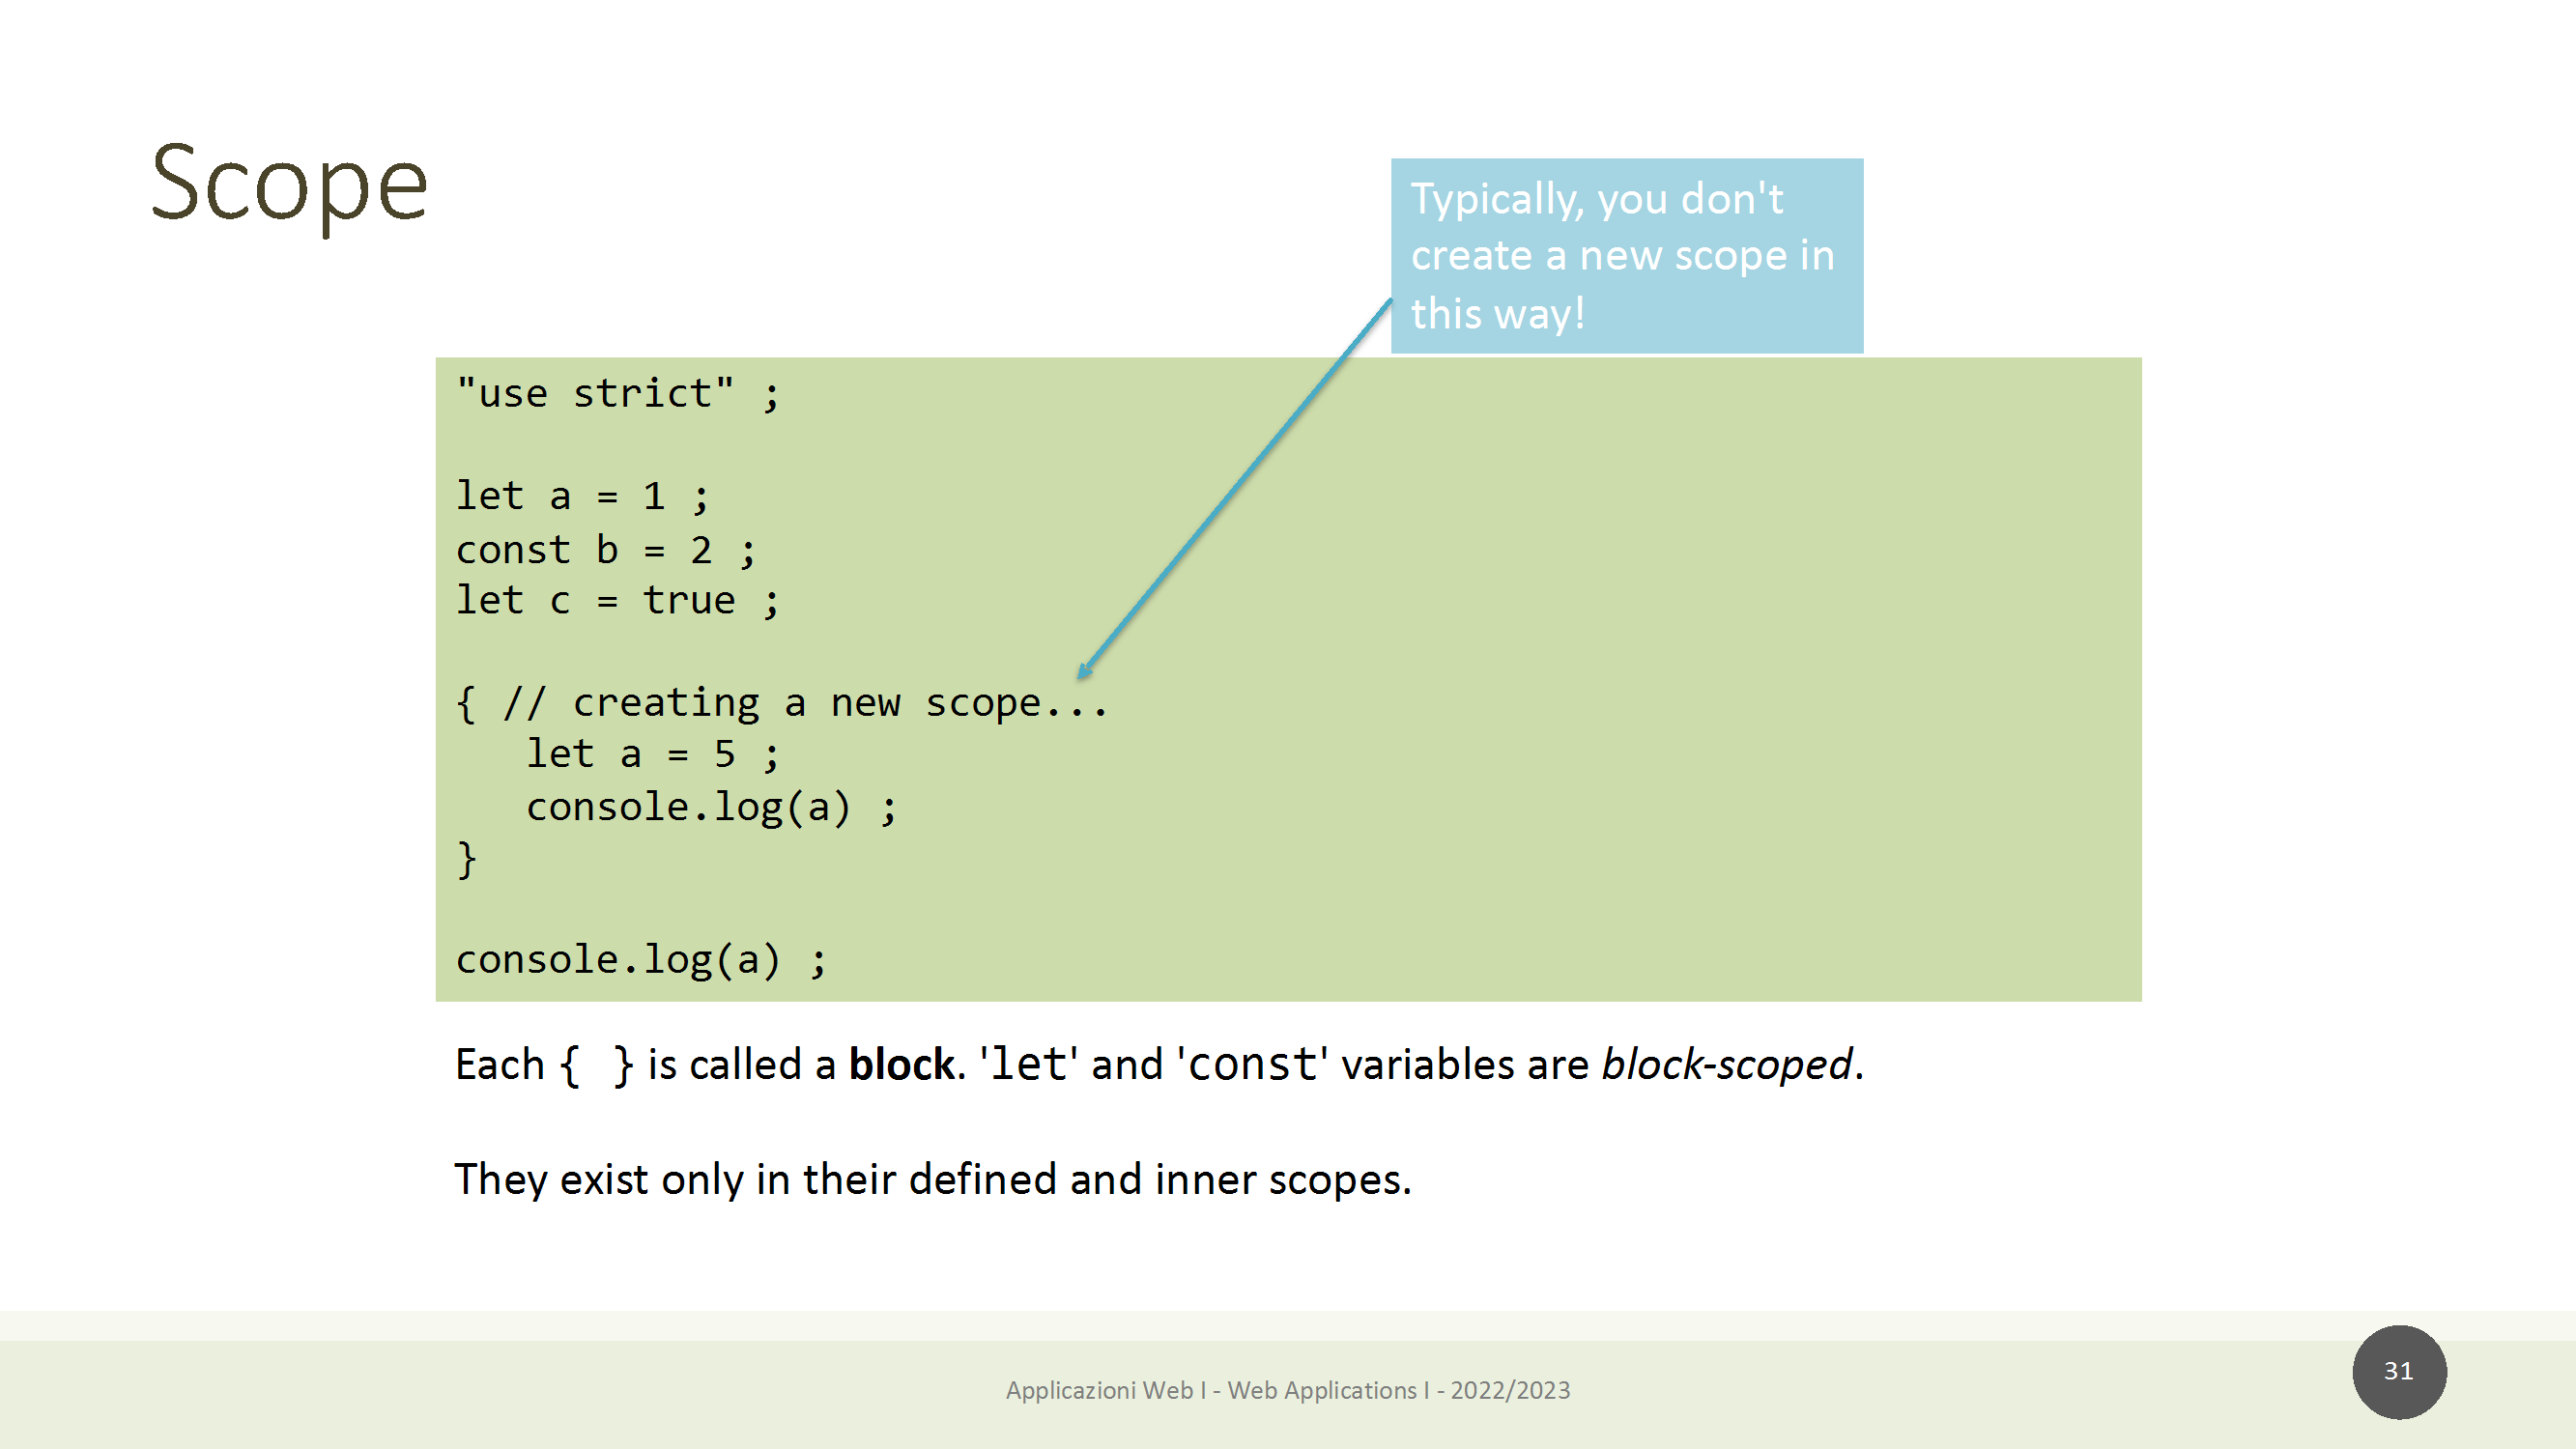 Scope
Typically, you don't
create a new scope in
this way!
"use strict" ;
let a = 1 ;
const b = 2 ;
let c = true ;
{ // creating a new scope...
   let a = 5 ;
   console.log(a) ;
}
console.log(a) ;
Each { } is called a block. 'let' and 'const' variables are block-scoped.
They exist only in their defined and inner scopes.
Applicazioni Web I - Web Applications I - 2022/2023
31